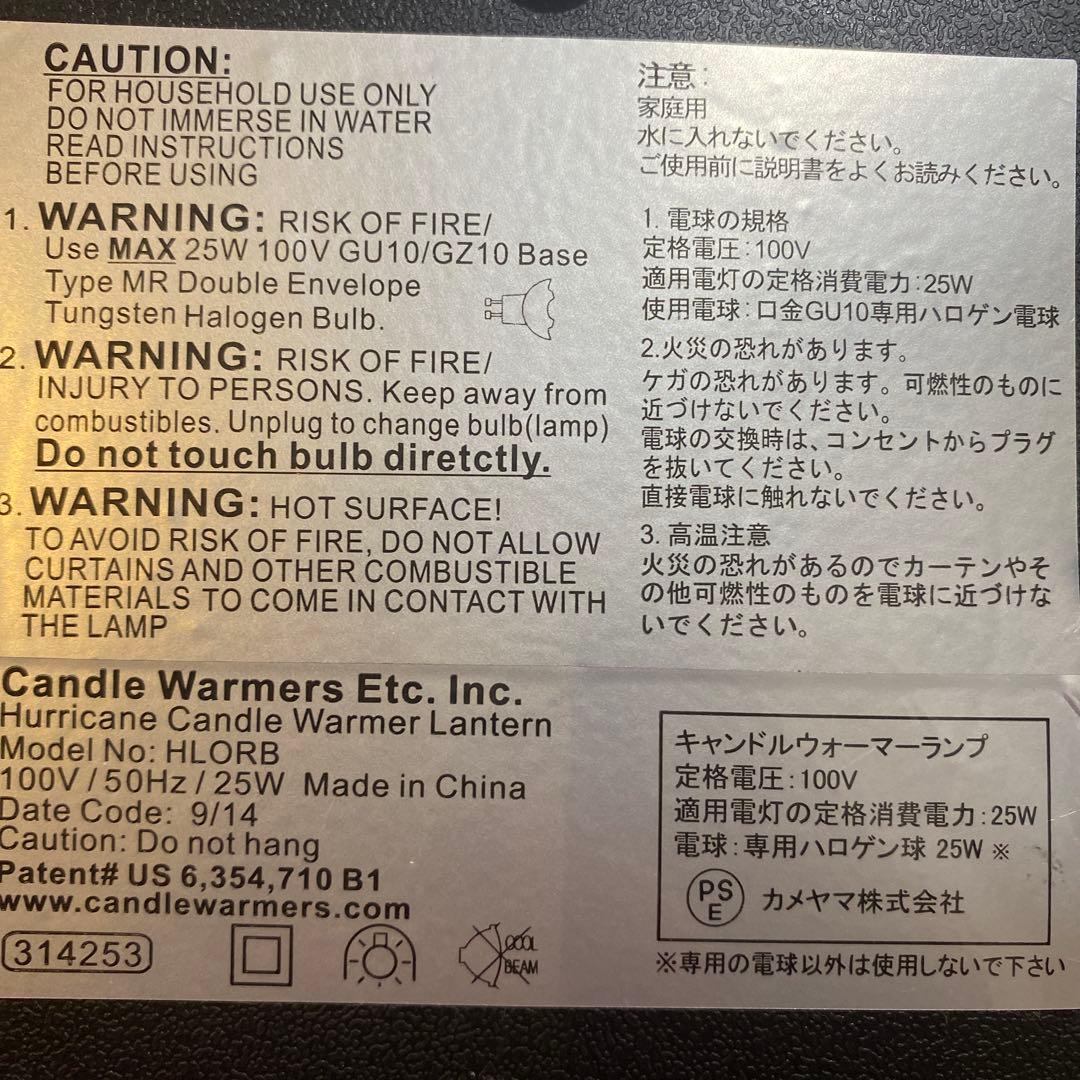 CAUTION:
FOR HOUSEHOLD USE ONLY
DO NOT IMMERSE IN WATER
READ INSTRUCTIONS
BEFORE USING
1. WARNING: RISK OF FIRE/
Use MAX 25W 100V GU10/GZ10 Base
Type MR Double Envelope
Tungsten Halogen Bulb.
2. WARNING: RISK OF FIRE/
INJURY TO PERSONS. Keep away from
combustibles. Unplug to change bulb(lamp)
Do not touch bulb diretctly.
3. WARNING: HOT SURFACE!
TO AVOID RISK OF FIRE, DO NOT ALLOW
CURTAINS AND OTHER COMBUSTIBLE
MATERIALS TO COME IN CONTACT WITH
THE LAMP
注意:
家庭用
水に入れないでください。
ご使用前に説明書をよくお読みください。
1. 電球の規格
定格電圧:100V
適用電灯の定格消費電力:25W
使用電球:口金GU10専用ハロゲン電球
2.火災の恐れがあります。
ケガの恐れがあります。可燃性のものに
近づけないでください。
電球の交換時は、コンセントからプラグ
を抜いてください。
直接電球に触れないでください。
3. 高温注意
火災の恐れがあるのでカーテンやそ
の他可燃性のものを電球に近づけな
いでください。
Candle Warmers Etc. Inc.
Hurricane Candle Warmer Lantern
Model No: HLORB
100V / 50Hz / 25W Made in China
Date Code: 9/14
Caution: Do not hang
Patent# US 6,354,710 B1
www.candlewarmers.com
314253
COOL
BEAM
キャンドルウォーマーランプ
定格電圧:100V
適用電灯の定格消費電力:25W
電球:専用ハロゲン球 25W ※
PS
E カメヤマ株式会社
※専用の電球以外は使用しないで下さい